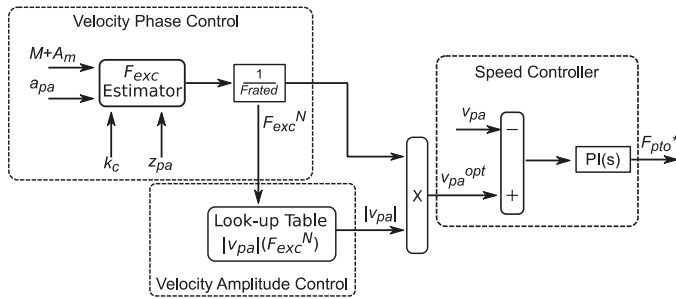 Velocity Phase Control
M+A_m
a_pa
F_exc
Estimator
k_c
z_pa
1
Frated
F_exc^N
Look-up Table
|v_pa|(F_exc^N)
Velocity Amplitude Control
|v_pa|
X
v_pa^opt
Speed Controller
v_pa
−
+
PI(s)
F_pto*